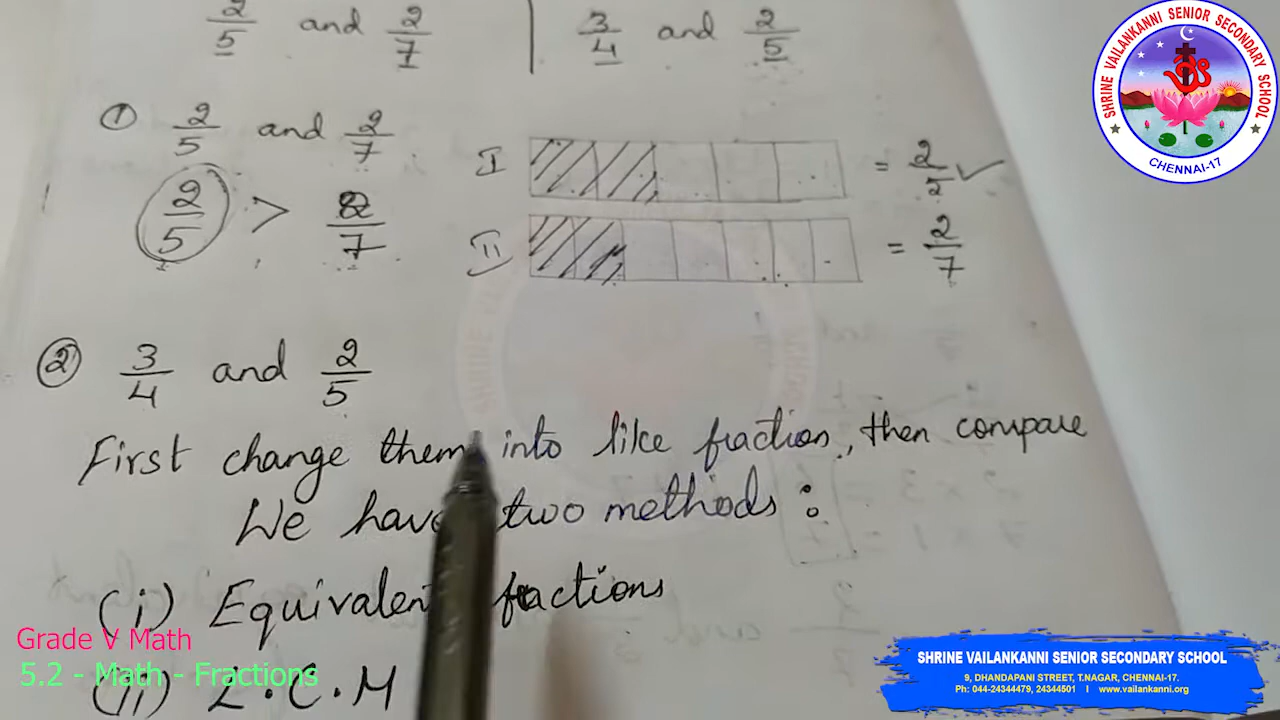 2/5 and 2/7 | 3/4 and 2/5
① 2/5 and 2/7
2/5 > 2/7
I = 2/5 ✓
II = 2/7
② 3/4 and 2/5
First change them into like fraction, then compare
We have two methods :
(i) Equivalent fractions
(ii) L.C.M
Grade V Math
5.2 - Math - Fractions
SHRINE VAILANKANNI SENIOR SECONDARY SCHOOL
CHENNAI-17
SHRINE VAILANKANNI SENIOR SECONDARY SCHOOL
9, DHANDAPANI STREET, T.NAGAR, CHENNAI-17.
Ph: 044-24344479, 24344501 I www.vailankanni.org